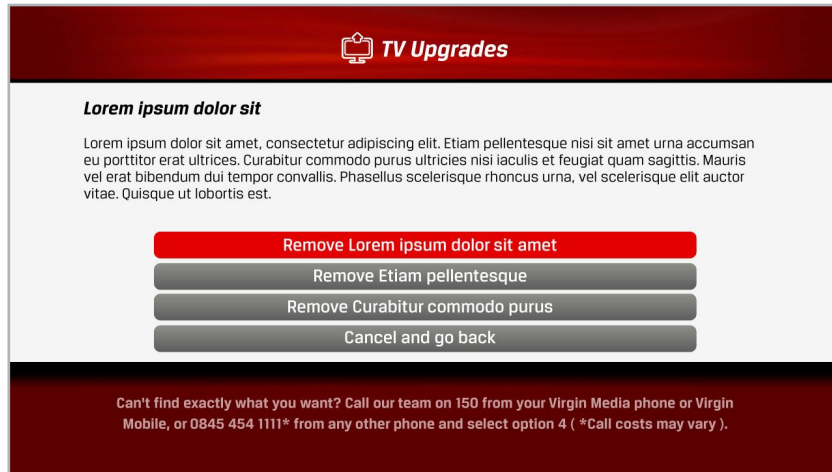 TV Upgrades
Lorem ipsum dolor sit
Lorem ipsum dolor sit amet, consectetur adipiscing elit. Etiam pellentesque nisi sit amet urna accumsan
eu porttitor erat ultrices. Curabitur commodo purus ultricies nisi iaculis et feugiat quam sagittis. Mauris
vel erat bibendum dui tempor convallis. Phasellus scelerisque rhoncus urna, vel scelerisque elit auctor
vitae. Quisque ut lobortis est.
Remove Lorem ipsum dolor sit amet
Remove Etiam pellentesque
Remove Curabitur commodo purus
Cancel and go back
Can't find exactly what you want? Call our team on 150 from your Virgin Media phone or Virgin
Mobile, or 0845 454 1111* from any other phone and select option 4 ( *Call costs may vary ).